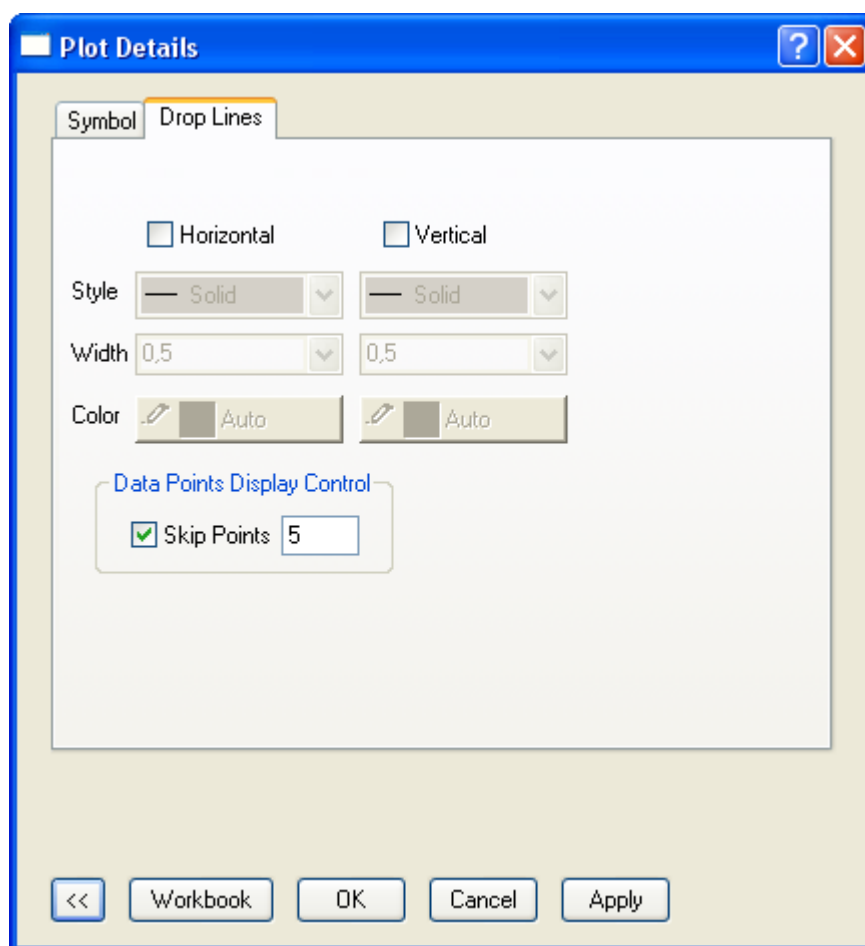 Plot Details
Symbol Drop Lines
Horizontal Vertical
Style Solid Solid
Width 0,5 0,5
Color Auto Auto
Data Points Display Control
Skip Points 5
<< Workbook OK Cancel Apply